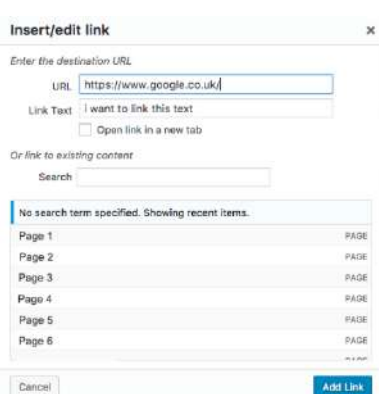 Insert/edit link ×
Enter the destination URL
URL https://www.google.co.uk/
Link Text I want to link this text
Open link in a new tab
Or link to existing content
Search
No search term specified. Showing recent items.
Page 1 PAGE
Page 2 PAGE
Page 3 PAGE
Page 4 PAGE
Page 5 PAGE
Page 6 PAGE
Cancel Add Link